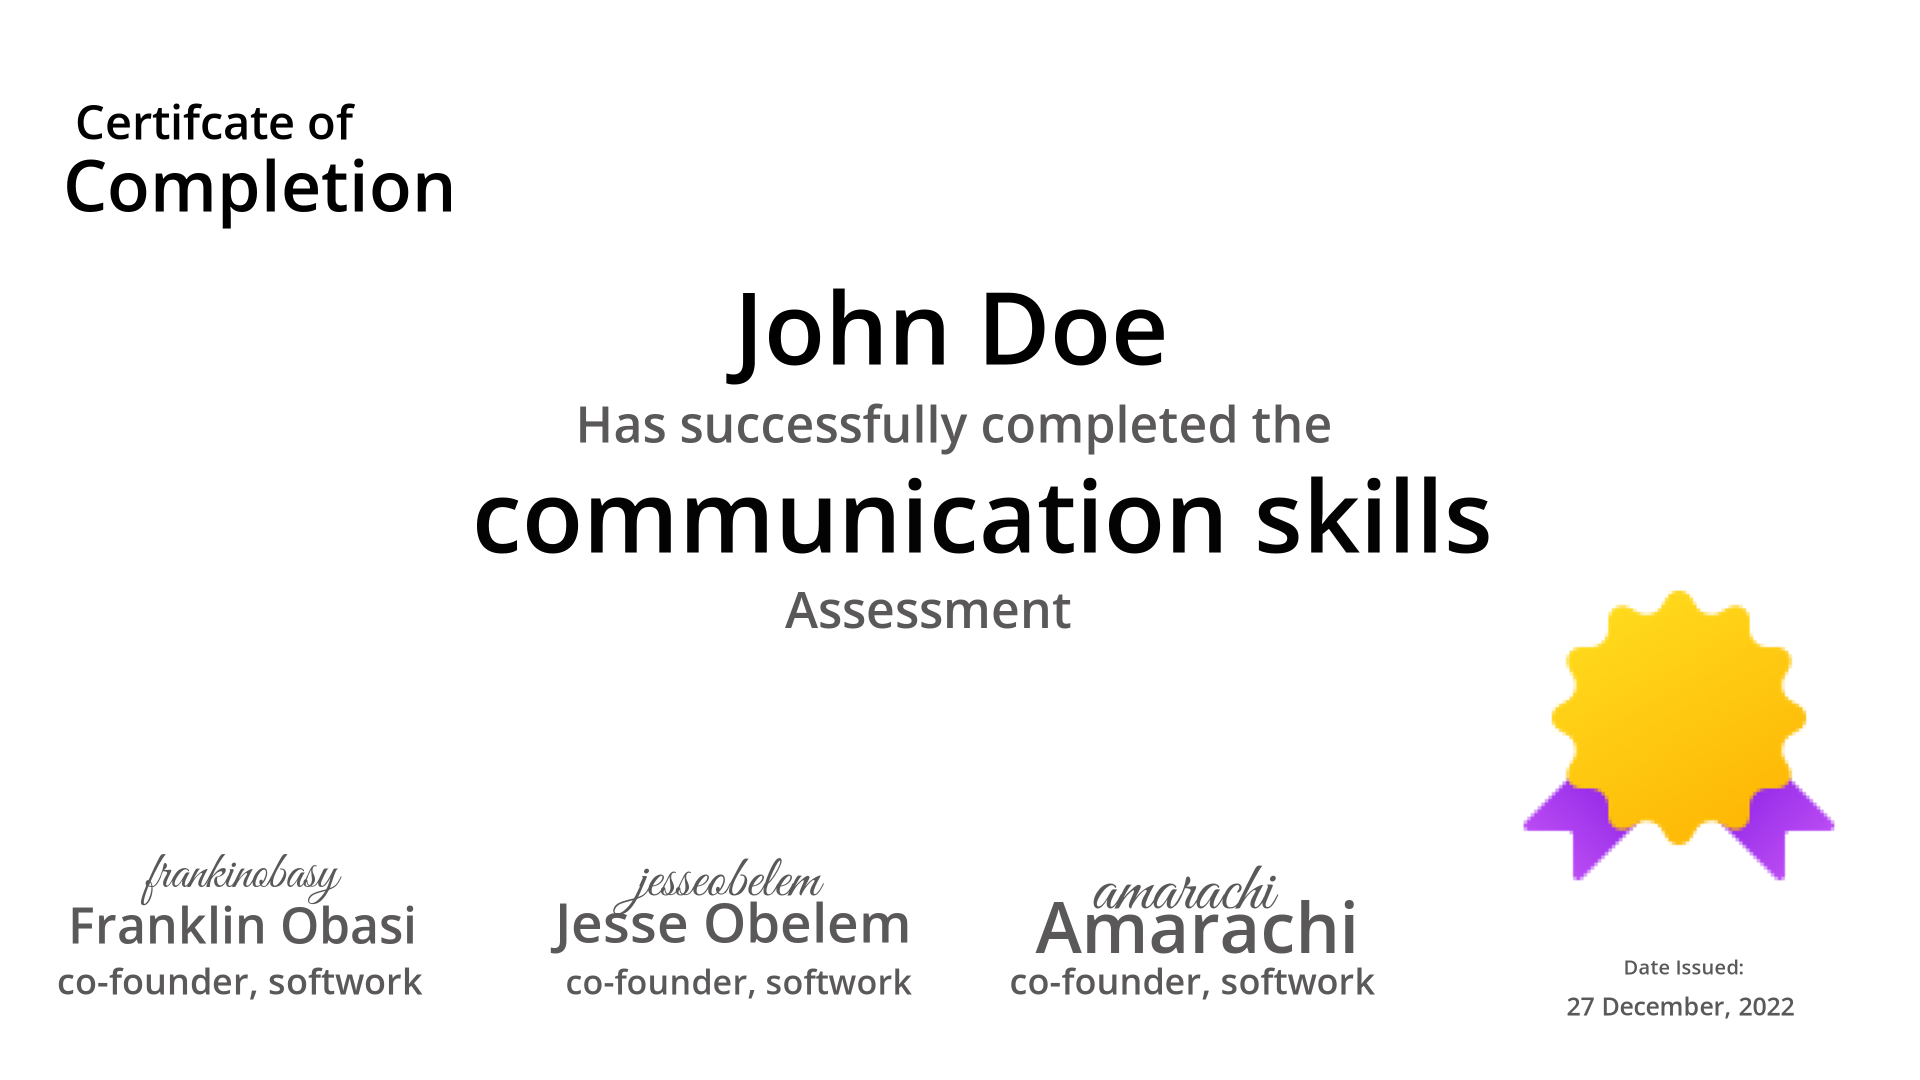 Certifcate of
Completion
John Doe
Has successfully completed the
communication skills
Assessment
frankinobasy
Franklin Obasi
co-founder, softwork
jesseobelem
Jesse Obelem
co-founder, softwork
amarachi
Amarachi
co-founder, softwork
Date Issued:
27 December, 2022